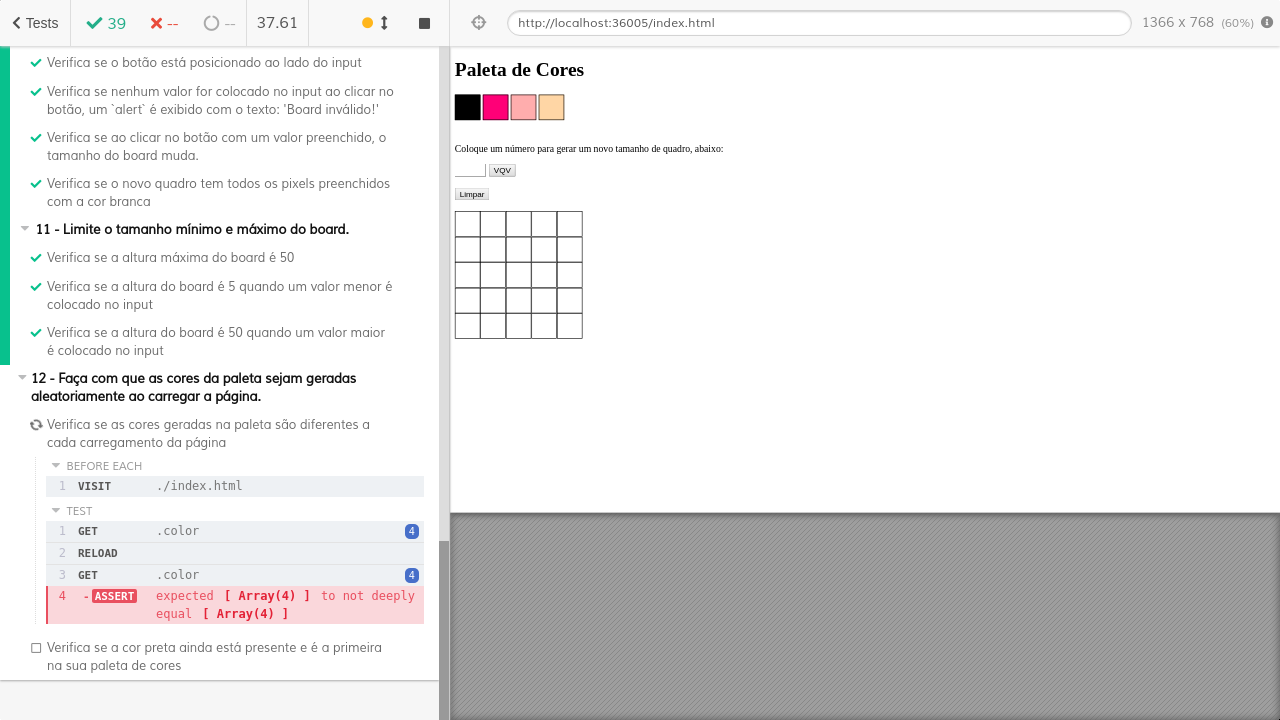 Tests
39
--
--
37.61
http://localhost:36005/index.html
1366 x 768 (60%)
Verifica se o botão está posicionado ao lado do input
Verifica se nenhum valor for colocado no input ao clicar no
botão, um `alert` é exibido com o texto: 'Board inválido!'
Verifica se ao clicar no botão com um valor preenchido, o
tamanho do board muda.
Verifica se o novo quadro tem todos os pixels preenchidos
com a cor branca
11 - Limite o tamanho mínimo e máximo do board.
Verifica se a altura máxima do board é 50
Verifica se a altura do board é 5 quando um valor menor é
colocado no input
Verifica se a altura do board é 50 quando um valor maior
é colocado no input
12 - Faça com que as cores da paleta sejam geradas
aleatoriamente ao carregar a página.
Verifica se as cores geradas na paleta são diferentes a
cada carregamento da página
BEFORE EACH
1 VISIT ./index.html
TEST
1 GET .color 4
2 RELOAD
3 GET .color 4
4 -ASSERT expected [ Array(4) ] to not deeply
equal [ Array(4) ]
Verifica se a cor preta ainda está presente e é a primeira
na sua paleta de cores
Paleta de Cores
Coloque um número para gerar um novo tamanho de quadro, abaixo:
VQV
Limpar